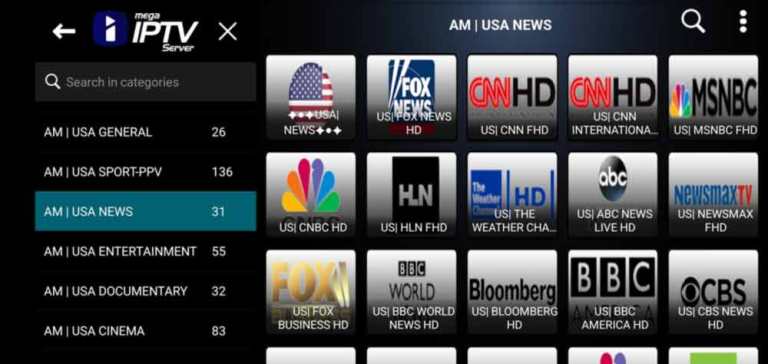 mega
IPTV
Server
Search in categories
AM | USA GENERAL 26
AM | USA SPORT-PPV 136
AM | USA NEWS 31
AM | USA ENTERTAINMENT 55
AM | USA DOCUMENTARY 32
AM | USA CINEMA 83
AM | USA NEWS
✦●✦USA|
NEWS✦●✦
FOX
NEWS
US| FOX NEWS
HD
CNN HD
US| CNN FHD
CNN HD
US| CNN
INTERNATIONA...
MSNBC
US| MSNBC FHD
US| CNBC HD
HLN
US| HLN FHD
The
Weather
Channel
HD
US| THE
WEATHER CHA...
abc
US| ABC NEWS
LIVE HD
NewsmaxTV
US| NEWSMAX
FHD
FOX
US| FOX
BUSINESS HD
BBC
WORLD
US| BBC WORLD
NEWS HD
Bloomberg
US| BLOOMBERG
HD
BBC
AMERICA
US| BBC
AMERICA HD
CBS
US| CBS NEWS
HD